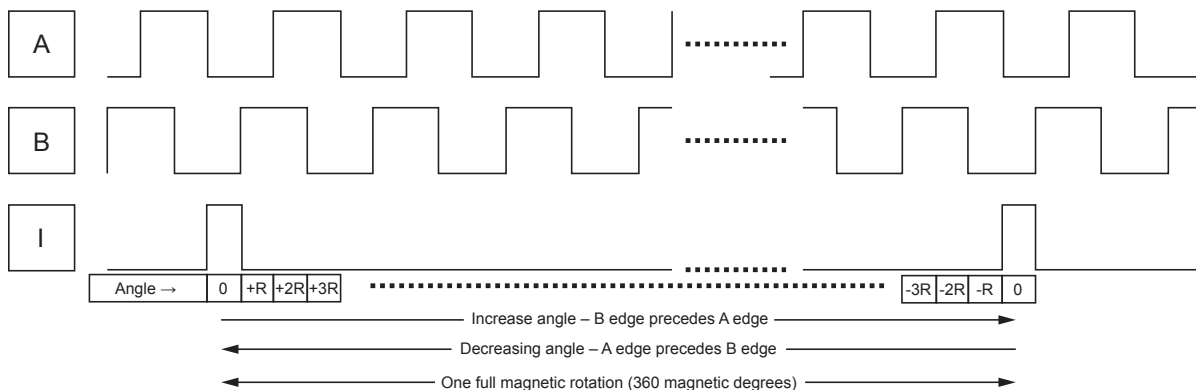 A
B
I
Angle → 0 +R +2R +3R -3R -2R -R 0
Increase angle – B edge precedes A edge
Decreasing angle – A edge precedes B edge
One full magnetic rotation (360 magnetic degrees)